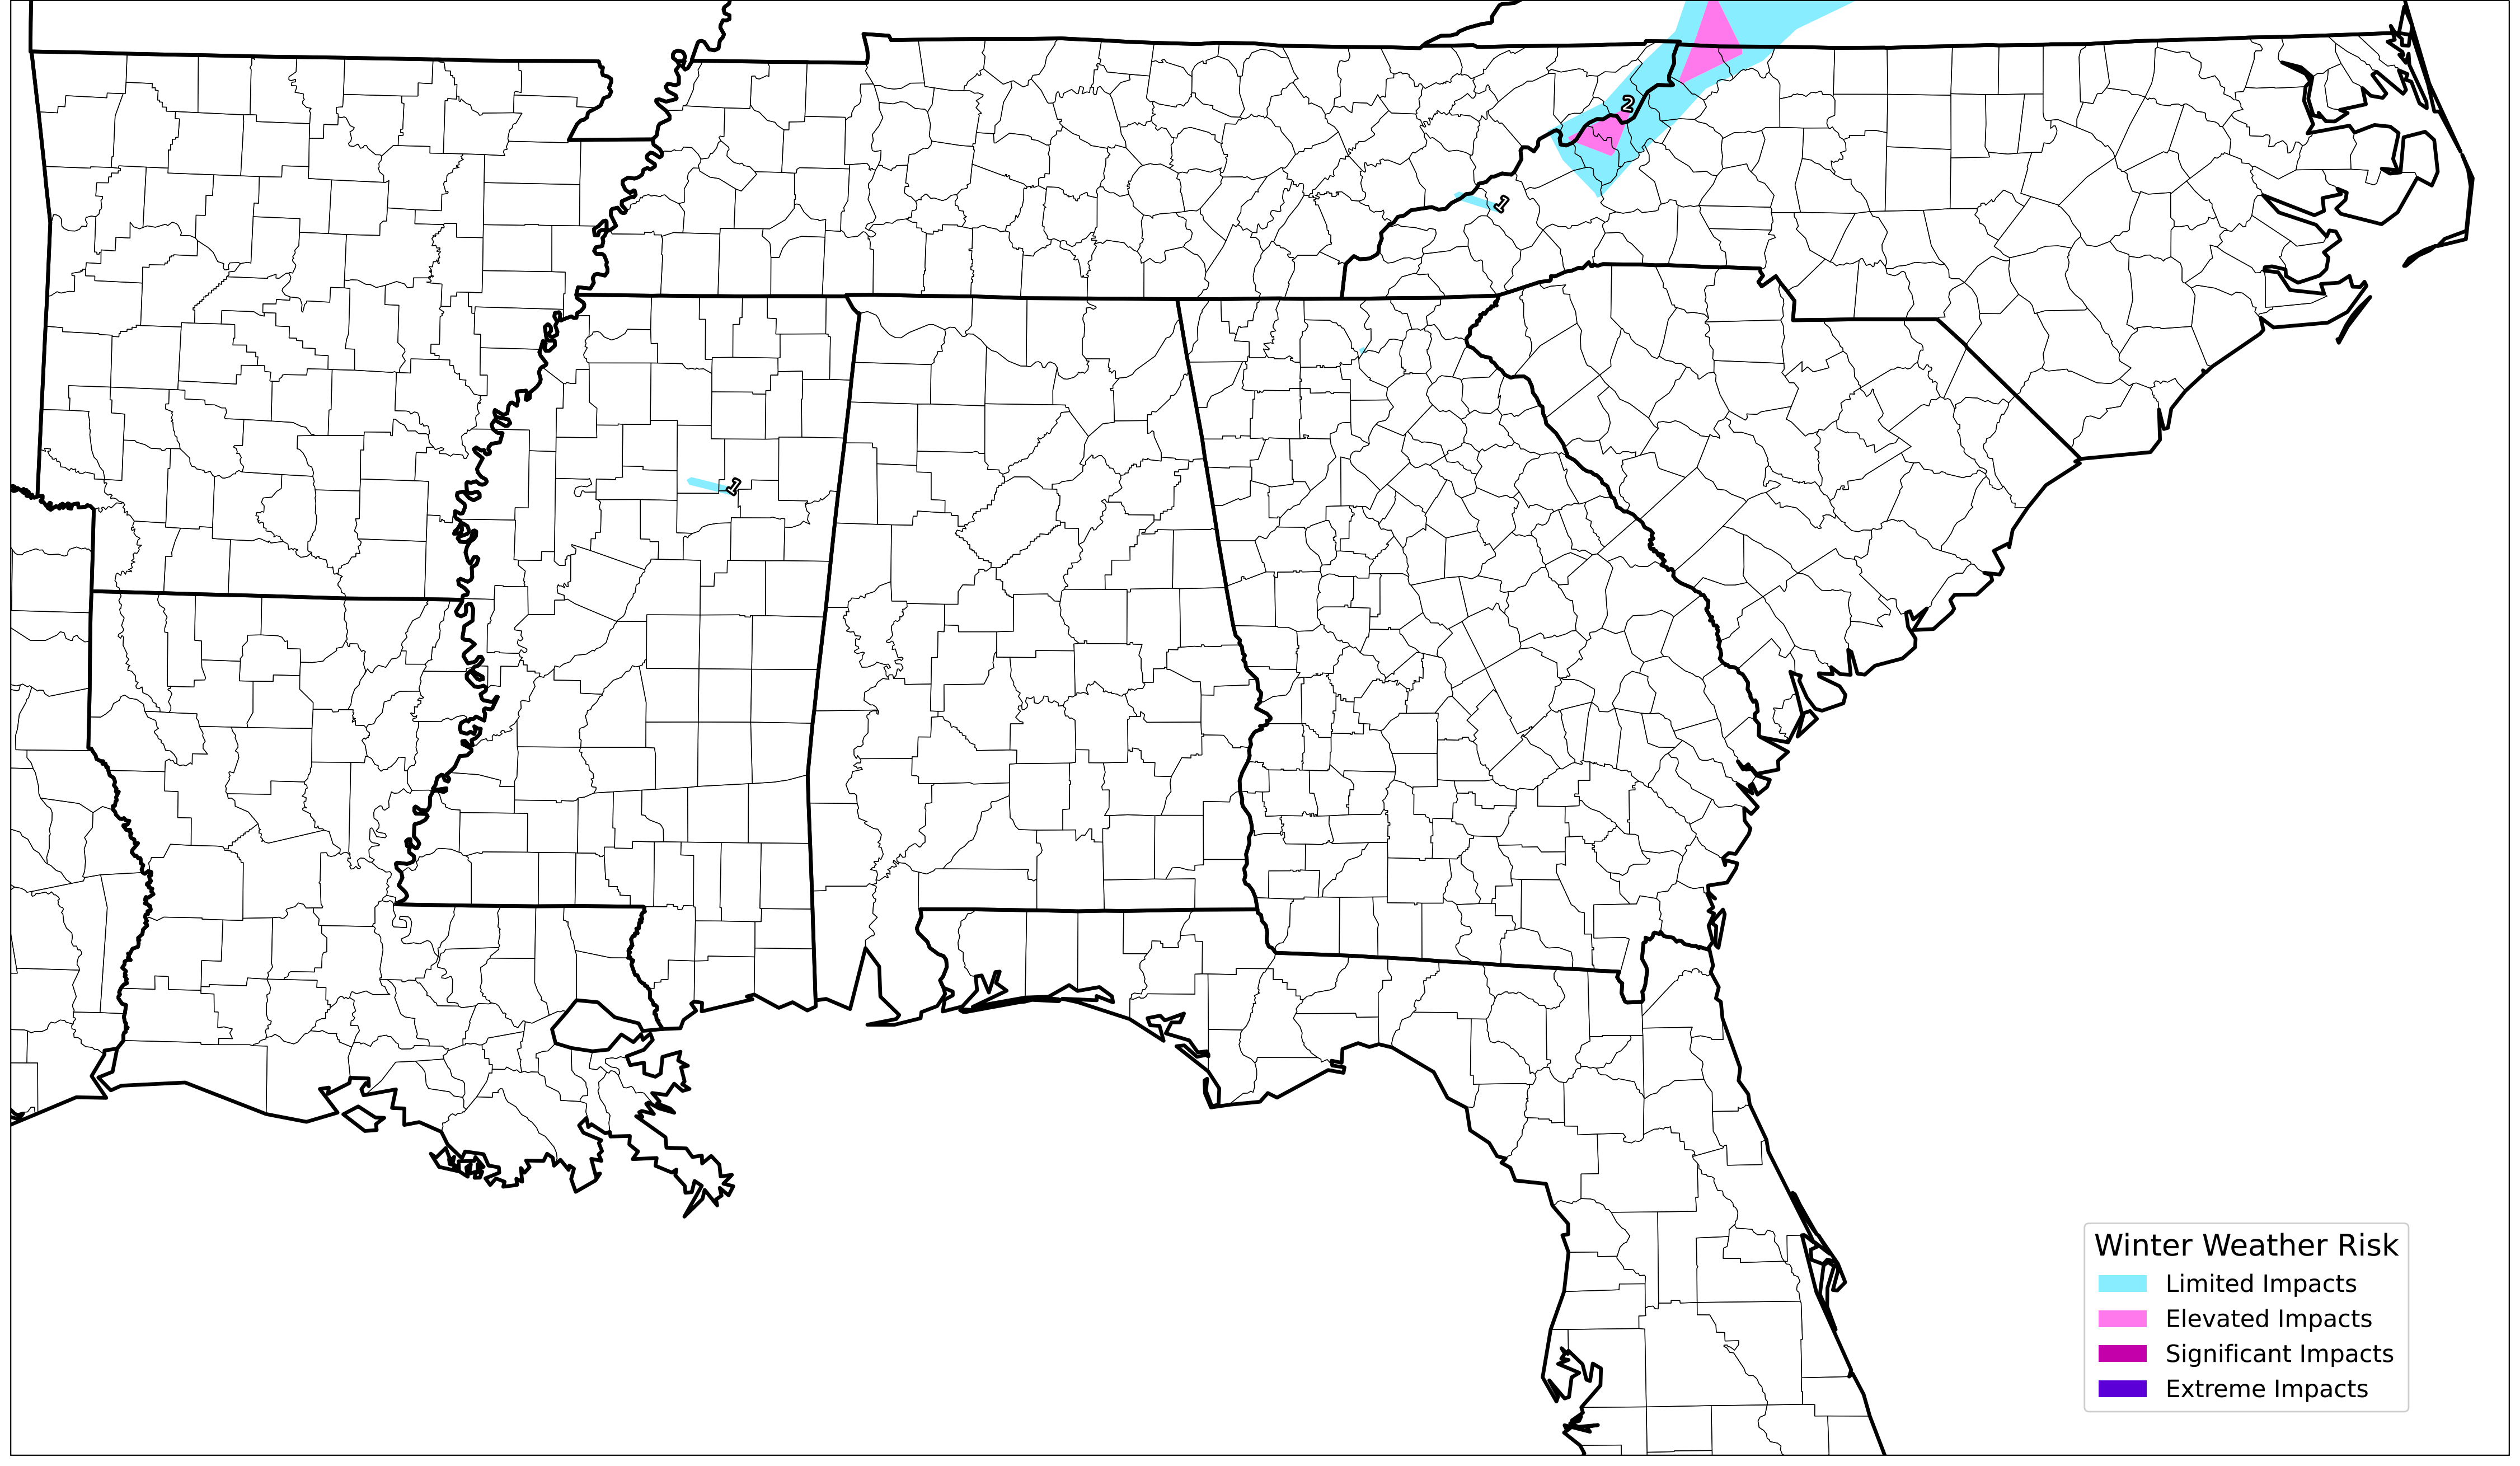 2
1
1
Winter Weather Risk
Limited Impacts
Elevated Impacts
Significant Impacts
Extreme Impacts